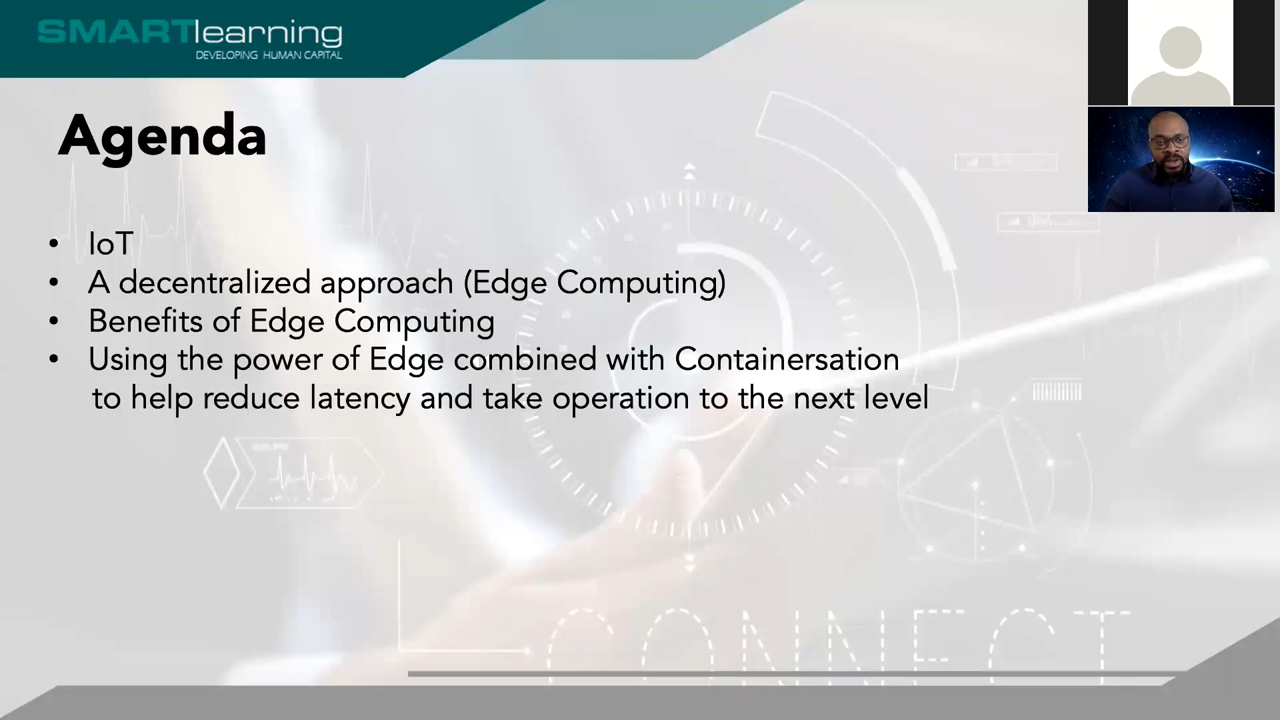 SMARTlearning
DEVELOPING HUMAN CAPITAL
Agenda
• IoT
• A decentralized approach (Edge Computing)
• Benefits of Edge Computing
• Using the power of Edge combined with Containersation
to help reduce latency and take operation to the next level
CONNECT